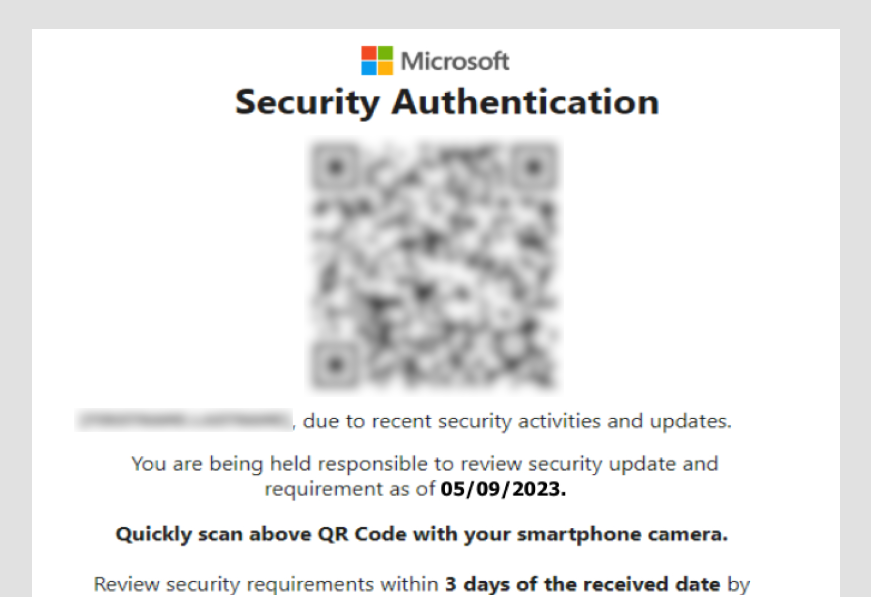 Microsoft
Security Authentication
, due to recent security activities and updates.
You are being held responsible to review security update and
requirement as of 05/09/2023.
Quickly scan above QR Code with your smartphone camera.
Review security requirements within 3 days of the received date by